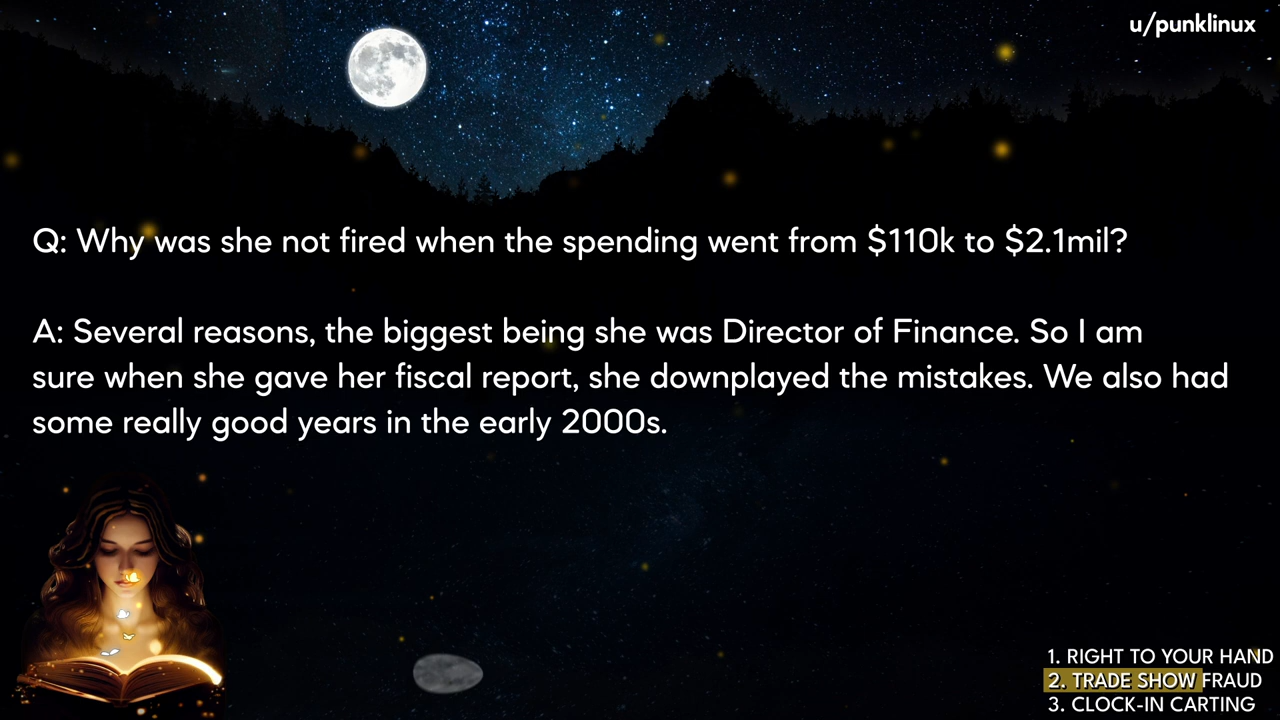 u/punklinux
Q: Why was she not fired when the spending went from $110k to $2.1mil?
A: Several reasons, the biggest being she was Director of Finance. So I am
sure when she gave her fiscal report, she downplayed the mistakes. We also had
some really good years in the early 2000s.
1. RIGHT TO YOUR HAND
2. TRADE SHOW FRAUD
3. CLOCK-IN CARTING